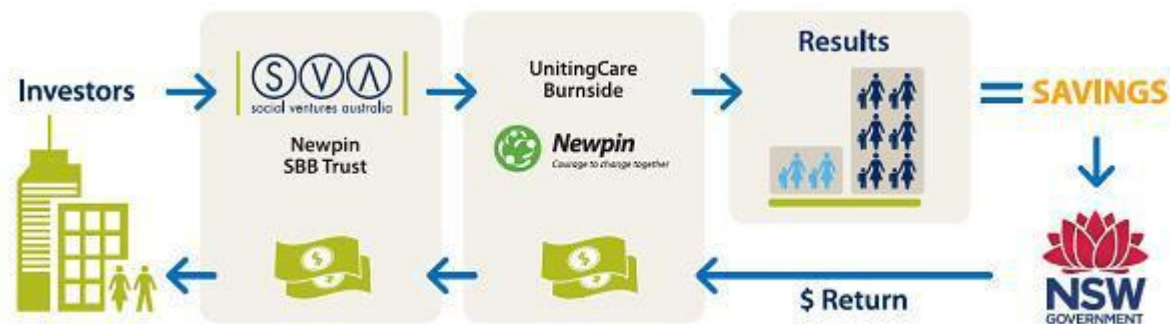 Investors
SVA
social ventures australia
Newpin
SBB Trust
UnitingCare
Burnside
Newpin
Courage to change together
Results
= SAVINGS
$
$ Return
$
NSW
GOVERNMENT